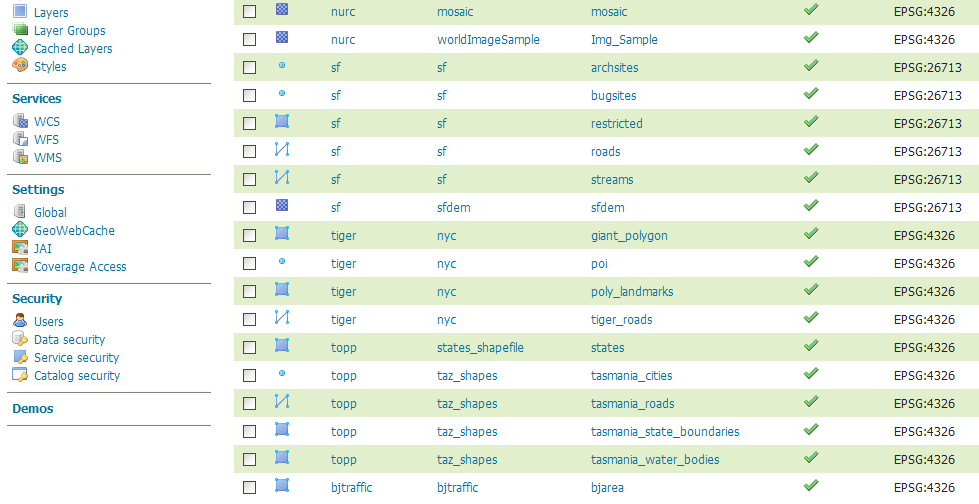 Layers
Layer Groups
Cached Layers
Styles
Services
WCS
WFS
WMS
Settings
Global
GeoWebCache
JAI
Coverage Access
Security
Users
Data security
Service security
Catalog security
Demos
nurc mosaic mosaic EPSG:4326
nurc worldImageSample Img_Sample EPSG:4326
sf sf archsites EPSG:26713
sf sf bugsites EPSG:26713
sf sf restricted EPSG:26713
sf sf roads EPSG:26713
sf sf streams EPSG:26713
sf sfdem sfdem EPSG:26713
tiger nyc giant_polygon EPSG:4326
tiger nyc poi EPSG:4326
tiger nyc poly_landmarks EPSG:4326
tiger nyc tiger_roads EPSG:4326
topp states_shapefile states EPSG:4326
topp taz_shapes tasmania_cities EPSG:4326
topp taz_shapes tasmania_roads EPSG:4326
topp taz_shapes tasmania_state_boundaries EPSG:4326
topp taz_shapes tasmania_water_bodies EPSG:4326
bjtraffic bjtraffic bjarea EPSG:4326